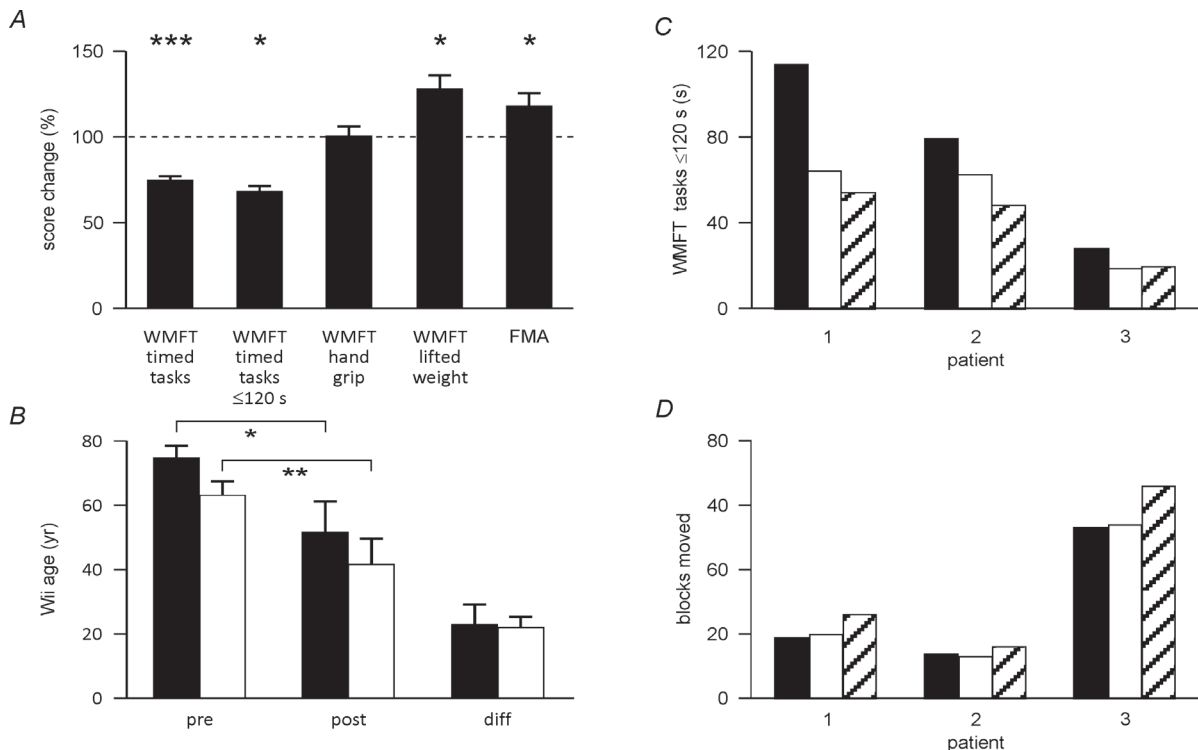 A
*** * * *
150
100
50
0
score change (%)
WMFT timed tasks
WMFT timed tasks ≤120 s
WMFT hand grip
WMFT lifted weight
FMA
B
*
**
80
60
40
20
0
Wii age (yr)
pre post diff
C
120
80
40
0
WMFT tasks ≤120 s (s)
1 2 3
patient
D
80
40
60
20
0
blocks moved
1 2 3
patient